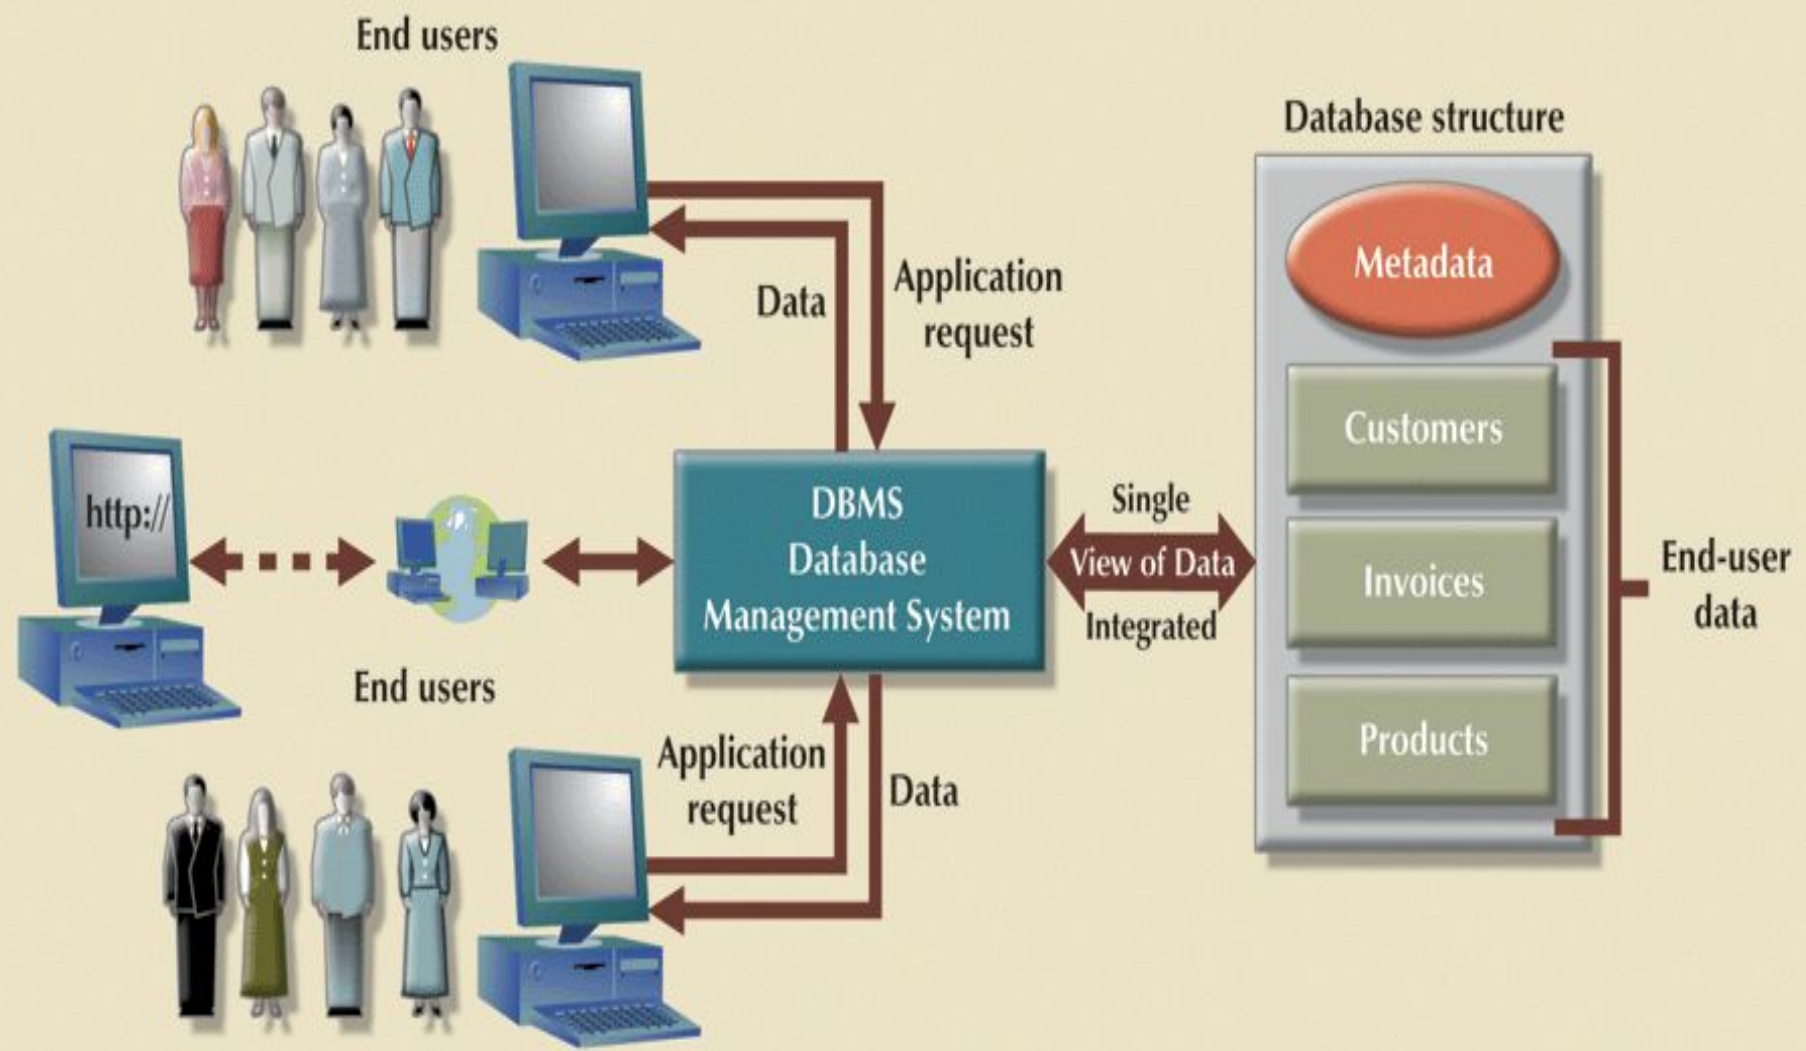 End users
Database structure
Metadata
Data
Application
request
Customers
http://
DBMS
Database
Management System
Single
View of Data
Integrated
Invoices
End-user
data
End users
Application
request
Data
Products